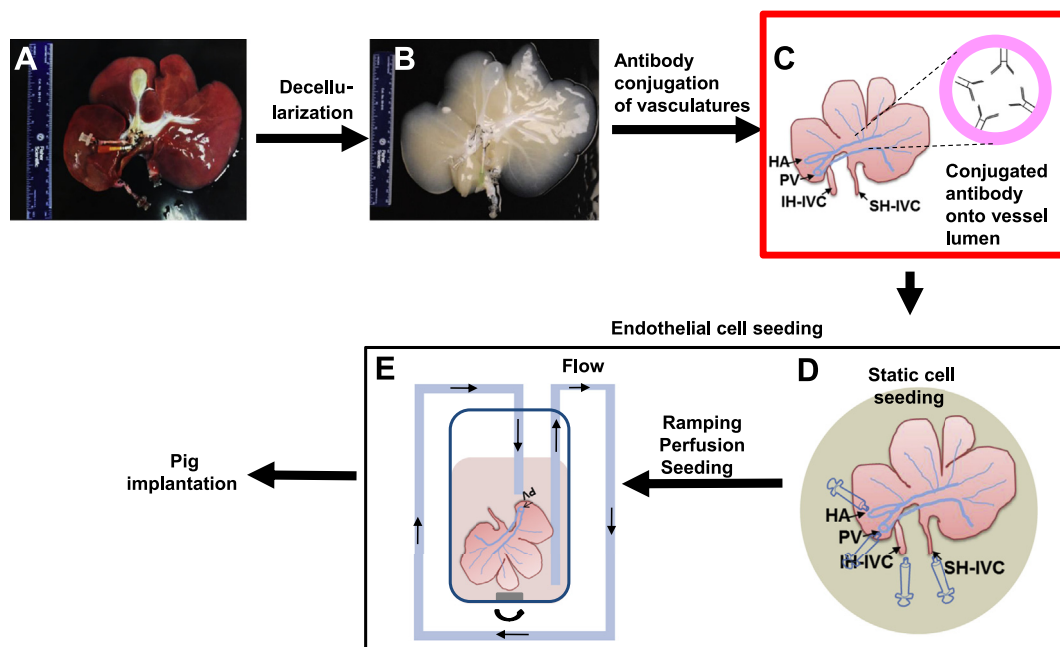 A
Decellu-
larization
B
Antibody
conjugation
of vasculatures
C
HA
PV
IH-IVC
SH-IVC
Conjugated
antibody
onto vessel
lumen
Endothelial cell seeding
E
Flow
PV
D
Static cell
seeding
HA
PV
IH-IVC
SH-IVC
Ramping
Perfusion
Seeding
Pig
implantation